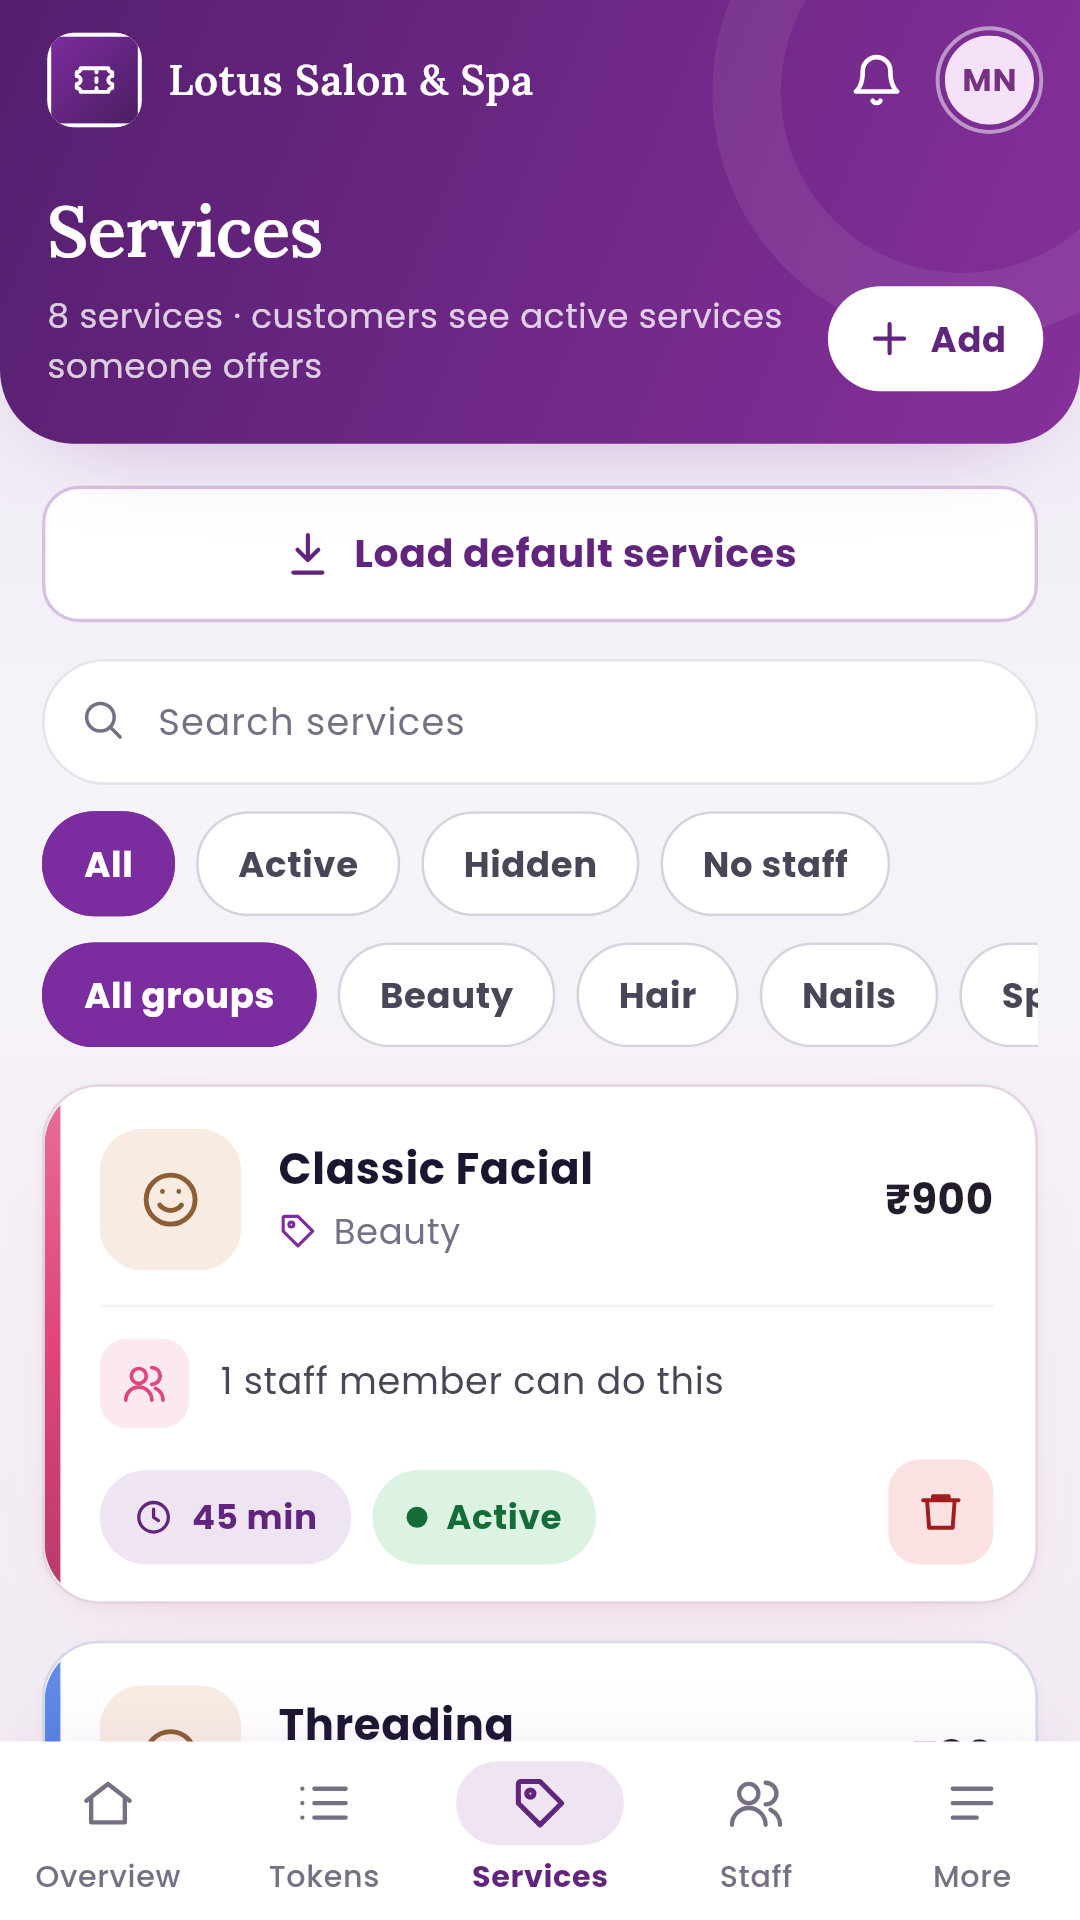 Lotus Salon & Spa
MN
Services
8 services · customers see active services
someone offers
Add
Load default services
Search services
All
Active
Hidden
No staff
All groups
Beauty
Hair
Nails
Classic Facial
Beauty
₹900
1 staff member can do this
45 min
Active
Threading
Overview
Tokens
Services
Staff
More